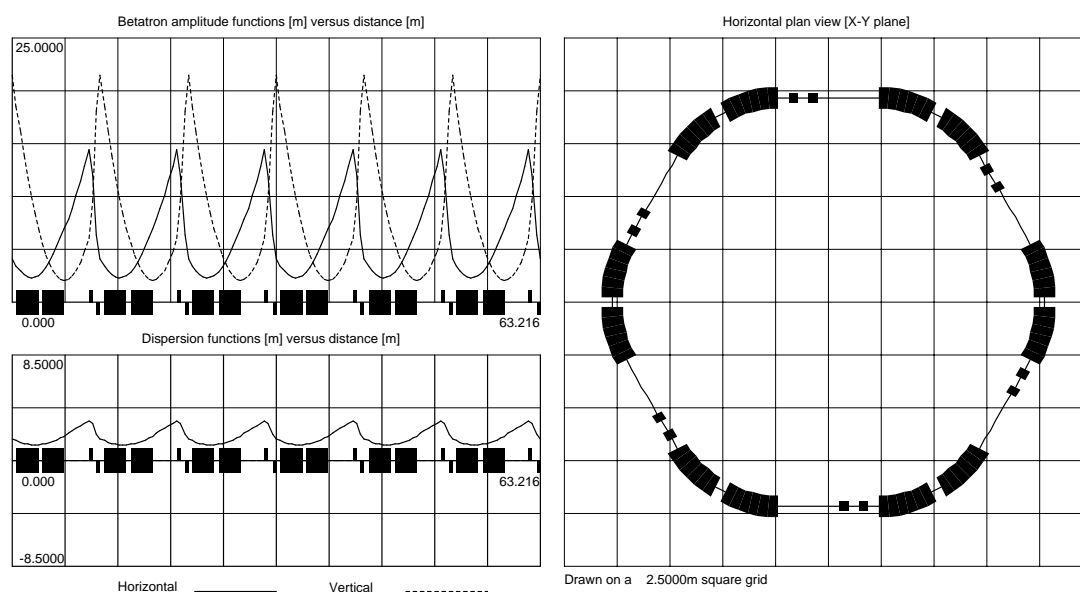 Betatron amplitude functions [m] versus distance [m]
25.0000
0.000
63.216
Dispersion functions [m] versus distance [m]
8.5000
0.000
63.216
-8.5000
Horizontal
Vertical
Horizontal plan view [X-Y plane]
Drawn on a 2.5000m square grid